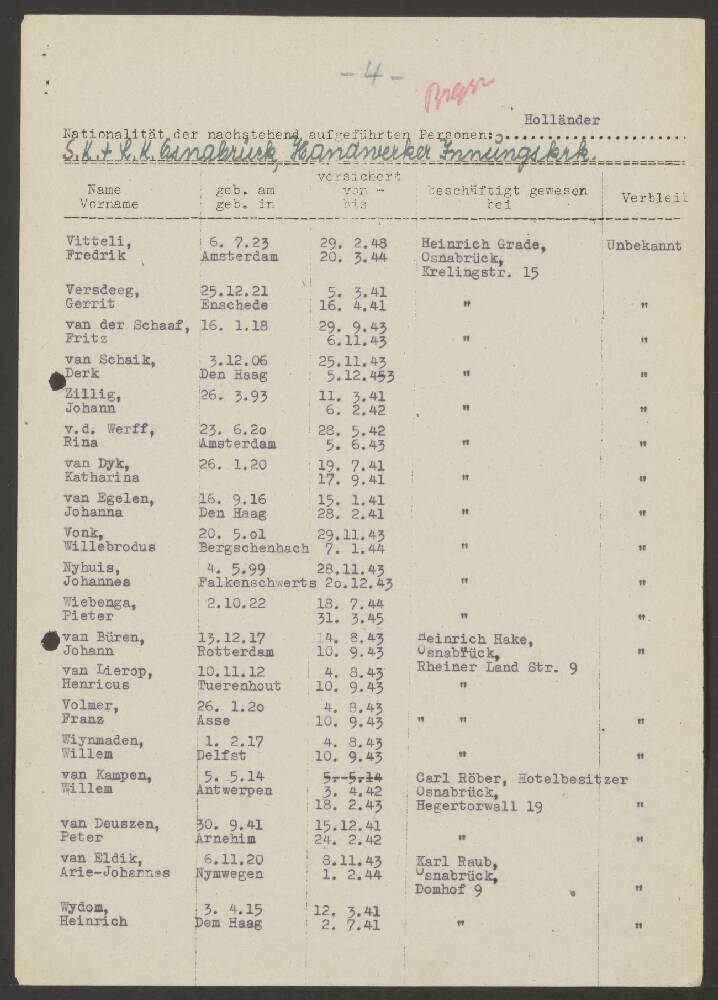 - 4 -
Holländer
Nationalität der nachstehend aufgeführten Personen:
S.K. + L.K. Osnabrück, Handwerker Innungskrk.
versichert
Name geb. am von - beschäftigt gewesen Verbleib
Vorname geb. in bis bei
Vitteli, 6. 7.23 29. 2.48 Heinrich Grade, Unbekannt
Fredrik Amsterdam 20. 3.44 Osnabrück,
Krelingstr. 15
Versdeeg, 25.12.21 5. 3.41
Gerrit Enschede 16. 4.41 " "
van der Schaaf, 16. 1.18 29. 9.43
Fritz 6.11.43 " "
van Schaik, 3.12.06 25.11.43
Derk Den Haag 5.12.453 " "
Zillig, 26. 3.93 11. 3.41
Johann 6. 2.42 " "
v.d. Werff, 23. 6.2o 28. 5.42
Rina Amsterdam 5. 6.43 " "
van Dyk, 26. 1.20 19. 7.41
Katharina 17. 9.41 " "
van Egelen, 16. 9.16 15. 1.41
Johanna Den Haag 28. 2.41 " "
Vonk, 20. 5.o1 29.11.43
Willebrodus Bergschenhach 7. 1.44 " "
Nyhuis, 4. 5.99 28.11.43
Johannes Falkenschwerts 2o.12.43 " "
Wiebenga, 2.10.22 18. 7.44
Pieter 31. 3.45 " "
van Büren, 13.12.17 14. 8.43 Heinrich Hake,
Johann Rotterdam 10. 9.43 Osnabrück, "
Rheiner Land Str. 9
van Lierop, 10.11.12 4. 8.43
Henricus Tuerenhout 10. 9.43 "
Volmer, 26. 1.2o 4. 8.43
Franz Asse 10. 9.43 " " "
Wiynmaden, 1. 2.17 4. 8.43
Willem Delfst 10. 9.43 " "
van Kampen, 5. 5.14 5. 5.14 Carl Röber, Hotelbesitzer
Willem Antwerpen 3. 4.42 Osnabrück,
18. 2.43 Hegertorwall 19 "
van Deuszen, 30. 9.41 15.12.41
Peter Arnehim 24. 2.42 " "
van Eldik, 6.11.20 8.11.43 Karl Raub,
Arie-Johannes Nymwegen 1. 2.44 Osnabrück,
Domhof 9 "
Wydom, 3. 4.15 12. 3.41
Heinrich Dem Haag 2. 7.41 " "